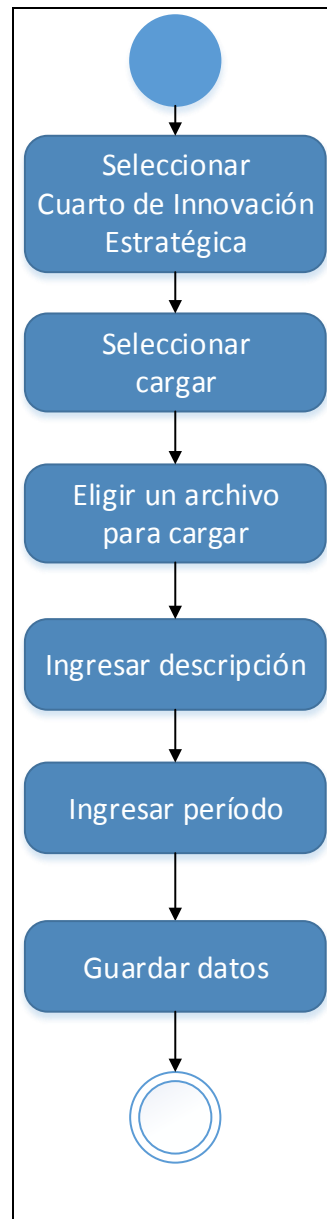 Seleccionar
Cuarto de Innovación
Estratégica
Seleccionar
cargar
Eligir un archivo
para cargar
Ingresar descripción
Ingresar período
Guardar datos